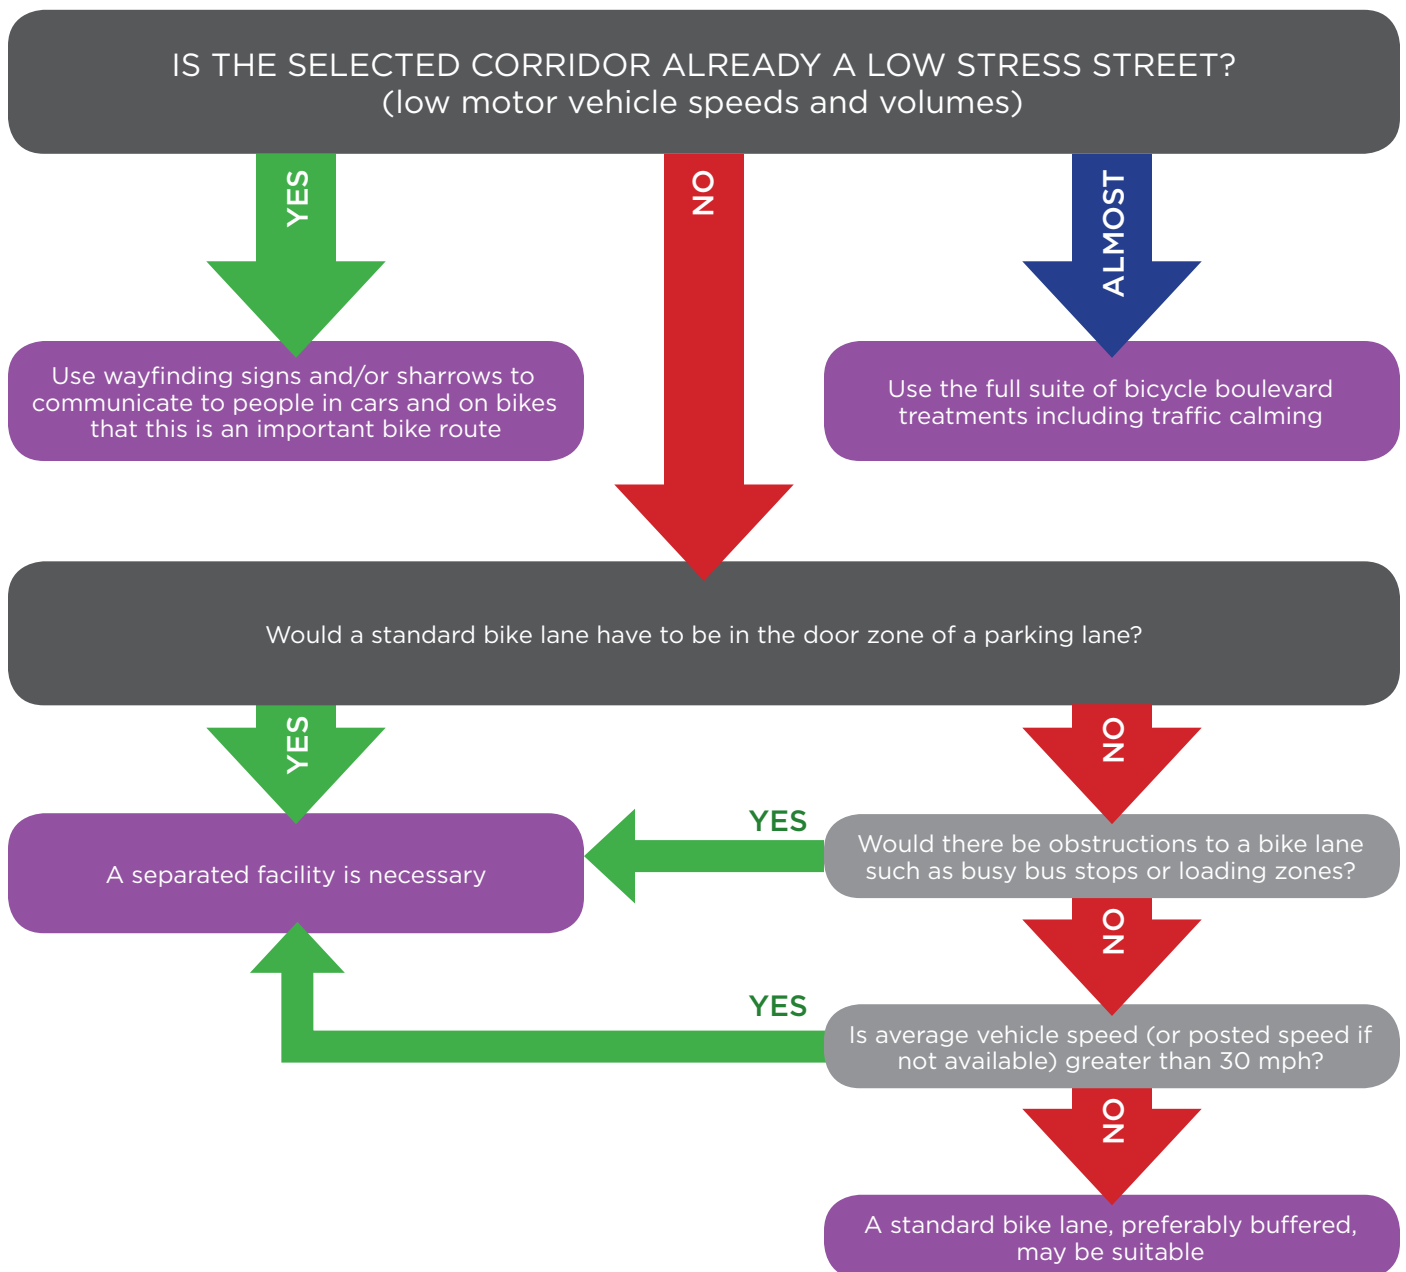 IS THE SELECTED CORRIDOR ALREADY A LOW STRESS STREET?
(low motor vehicle speeds and volumes)
YES
NO
ALMOST
Use wayfinding signs and/or sharrows to
communicate to people in cars and on bikes
that this is an important bike route
Use the full suite of bicycle boulevard
treatments including traffic calming
Would a standard bike lane have to be in the door zone of a parking lane?
YES
NO
A separated facility is necessary
YES
Would there be obstructions to a bike lane
such as busy bus stops or loading zones?
NO
YES
Is average vehicle speed (or posted speed if
not available) greater than 30 mph?
NO
A standard bike lane, preferably buffered,
may be suitable